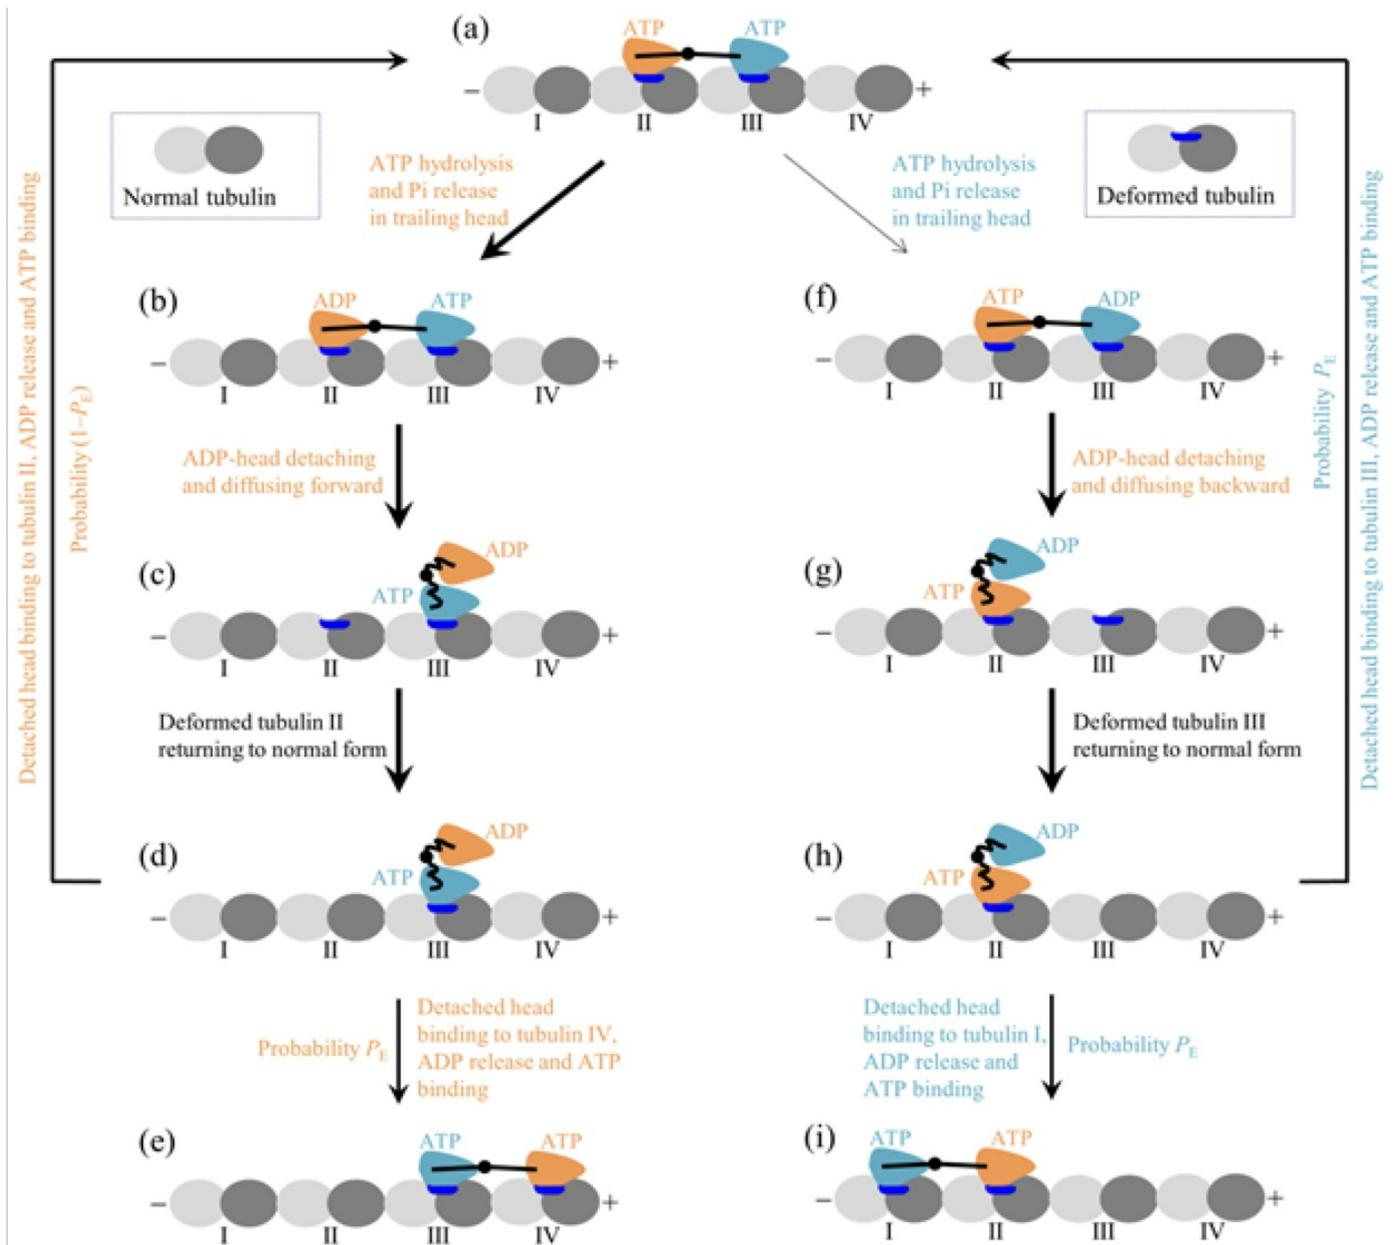 (a)
ATP
ATP
−
+
I
II
III
IV
Normal tubulin
Deformed tubulin
ATP hydrolysis
and Pi release
in trailing head
ATP hydrolysis
and Pi release
in trailing head
Detached head binding to tubulin II, ADP release and ATP binding
Probability (1−PE)
Probability PE
Detached head binding to tubulin III, ADP release and ATP binding
(b)
ADP
ATP
−
+
I
II
III
IV
(f)
ATP
ADP
−
+
I
II
III
IV
ADP-head detaching
and diffusing forward
ADP-head detaching
and diffusing backward
(c)
ADP
ATP
−
+
I
II
III
IV
(g)
ADP
ATP
−
+
I
II
III
IV
Deformed tubulin II
returning to normal form
Deformed tubulin III
returning to normal form
(d)
ADP
ATP
−
+
I
II
III
IV
(h)
ADP
ATP
−
+
I
II
III
IV
Probability PE
Detached head
binding to tubulin IV,
ADP release and ATP
binding
Detached head
binding to tubulin I,
ADP release and
ATP binding
Probability PE
(e)
ATP
ATP
−
+
I
II
III
IV
(i)
ATP
ATP
−
+
I
II
III
IV